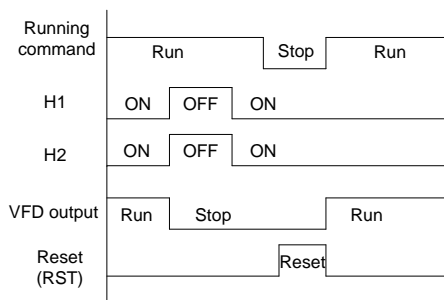 Running
command
Run Stop Run
H1
ON OFF ON
H2
ON OFF ON
VFD output
Run Stop Run
Reset
(RST)
Reset